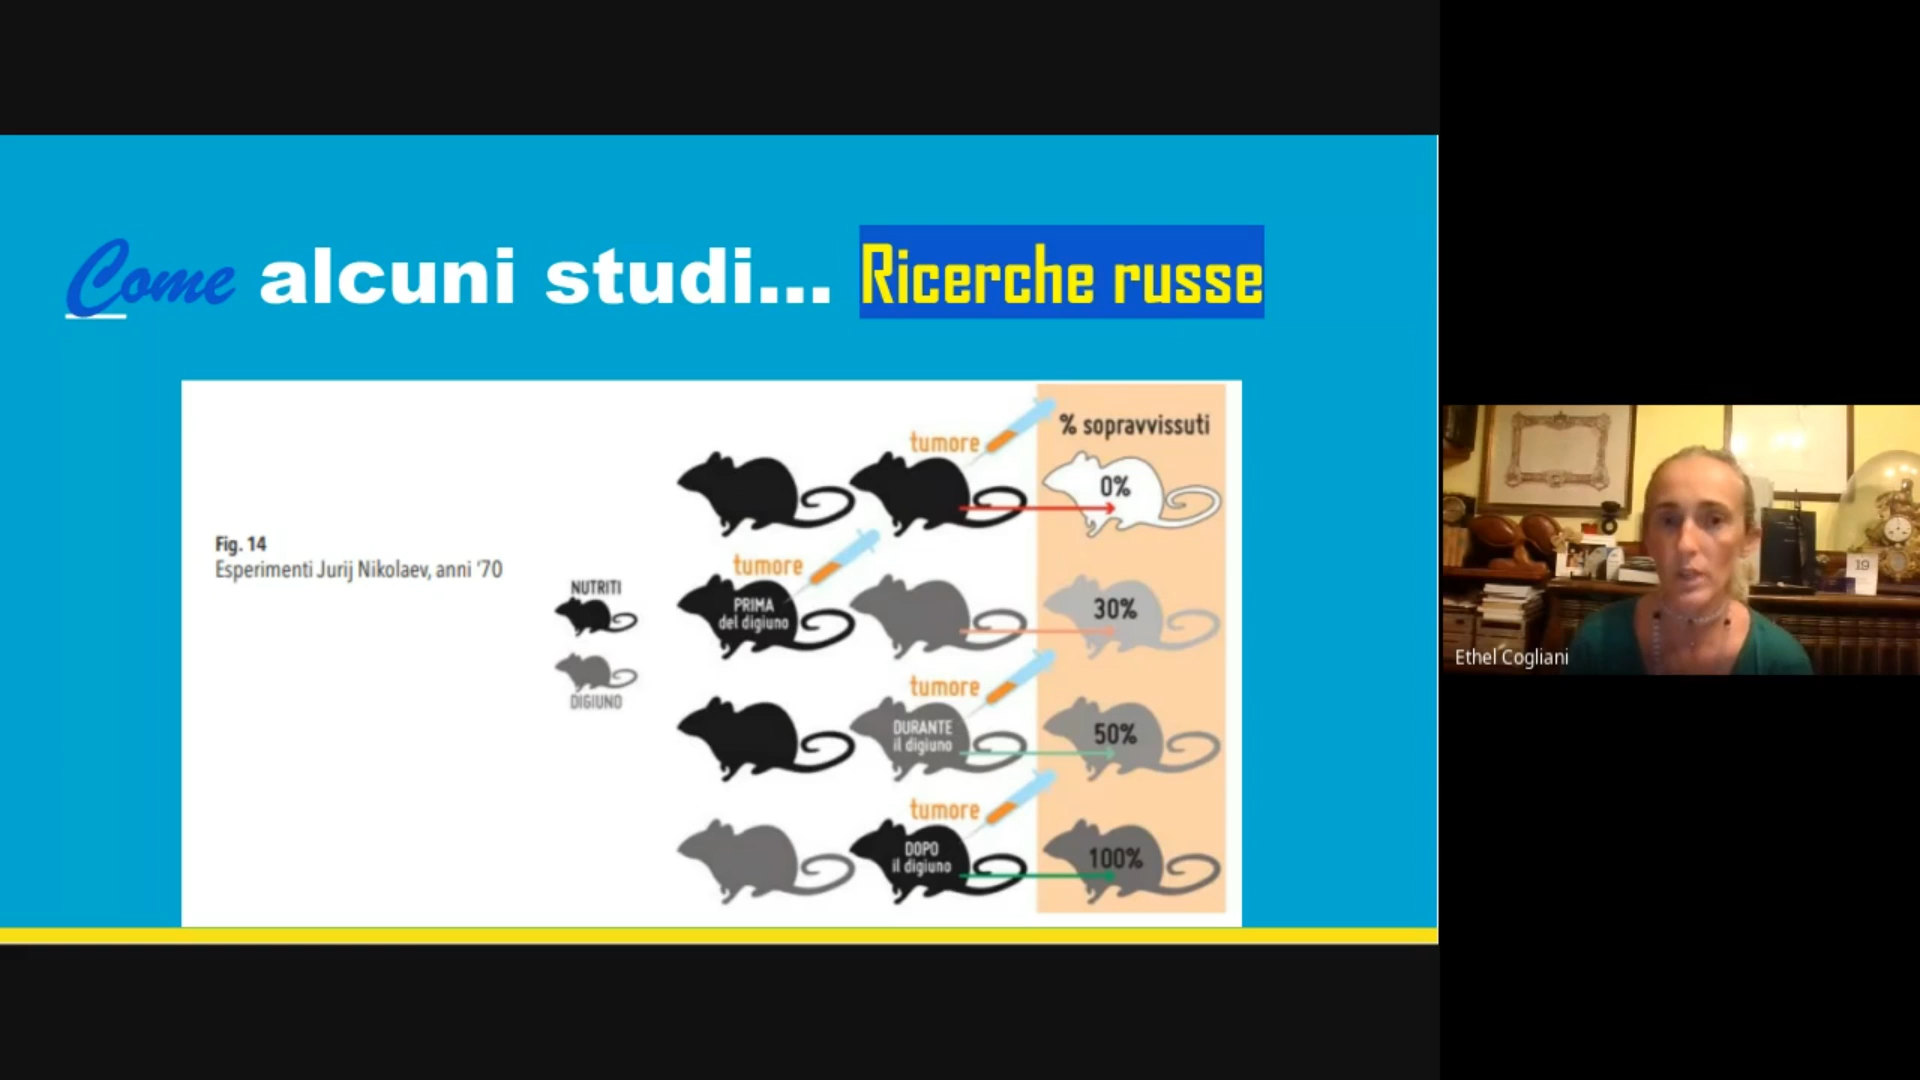 Come alcuni studi... Ricerche russe
Fig. 14
Esperimenti Jurij Nikolaev, anni '70
NUTRITI
DIGIUNO
% sopravvissuti
tumore
0%
tumore
PRIMA
del digiuno
30%
tumore
DURANTE
il digiuno
50%
tumore
DOPO
il digiuno
100%
19
Ethel Cogliani